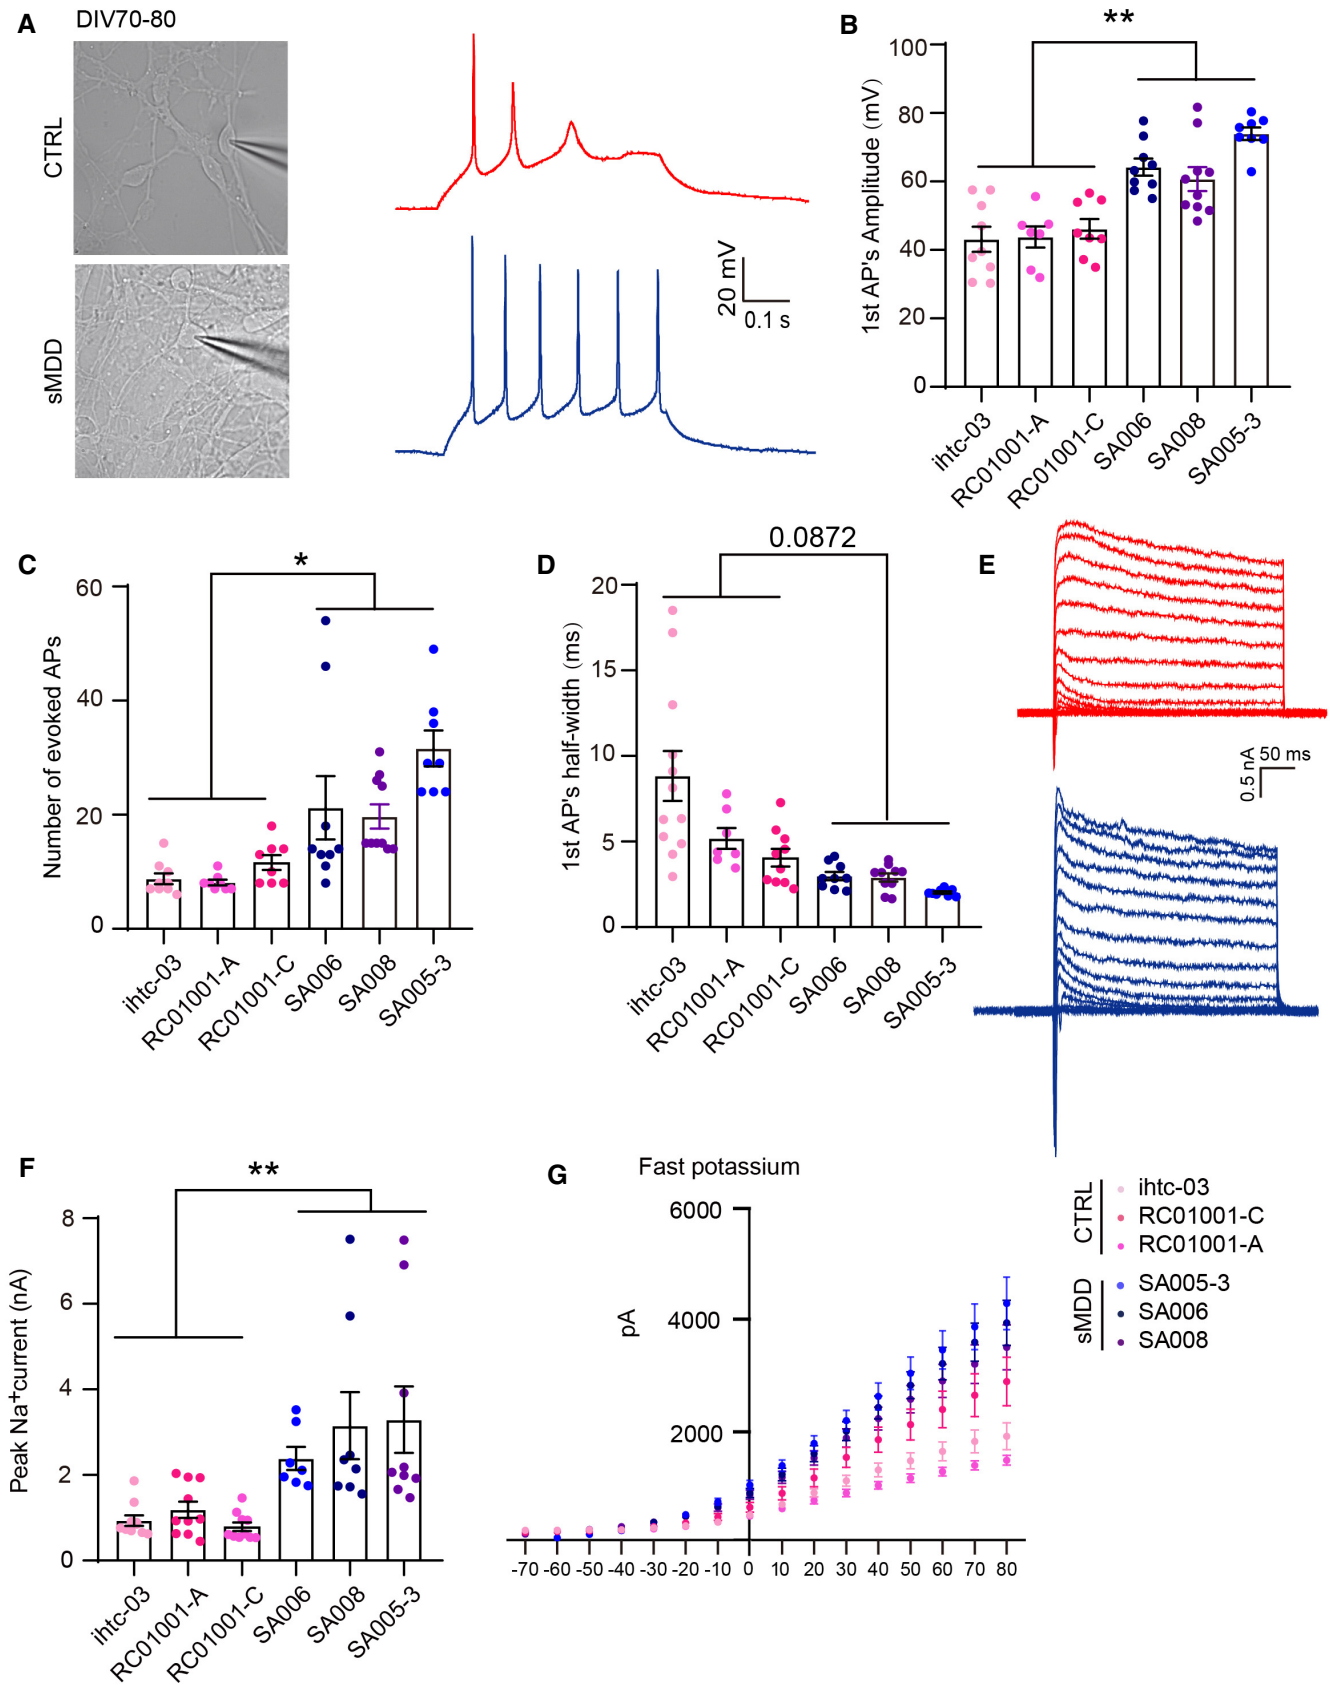 A
DIV70-80
CTRL
sMDD
20 mV
0.1 s
B
**
1st AP's Amplitude (mV)
100
80
60
40
20
0
ihtc-03
RC01001-A
RC01001-C
SA006
SA008
SA005-3
C
*
Number of evoked APs
60
40
20
0
ihtc-03
RC01001-A
RC01001-C
SA006
SA008
SA005-3
D
0.0872
1st AP's half-width (ms)
20
15
10
5
0
ihtc-03
RC01001-A
RC01001-C
SA006
SA008
SA005-3
E
0.5 nA
50 ms
F
**
Peak Na+current (nA)
8
6
4
2
0
ihtc-03
RC01001-A
RC01001-C
SA006
SA008
SA005-3
G
Fast potassium
pA
6000
4000
2000
-70 -60 -50 -40 -30 -20 -10 0 10 20 30 40 50 60 70 80
CTRL
ihtc-03
RC01001-C
RC01001-A
sMDD
SA005-3
SA006
SA008